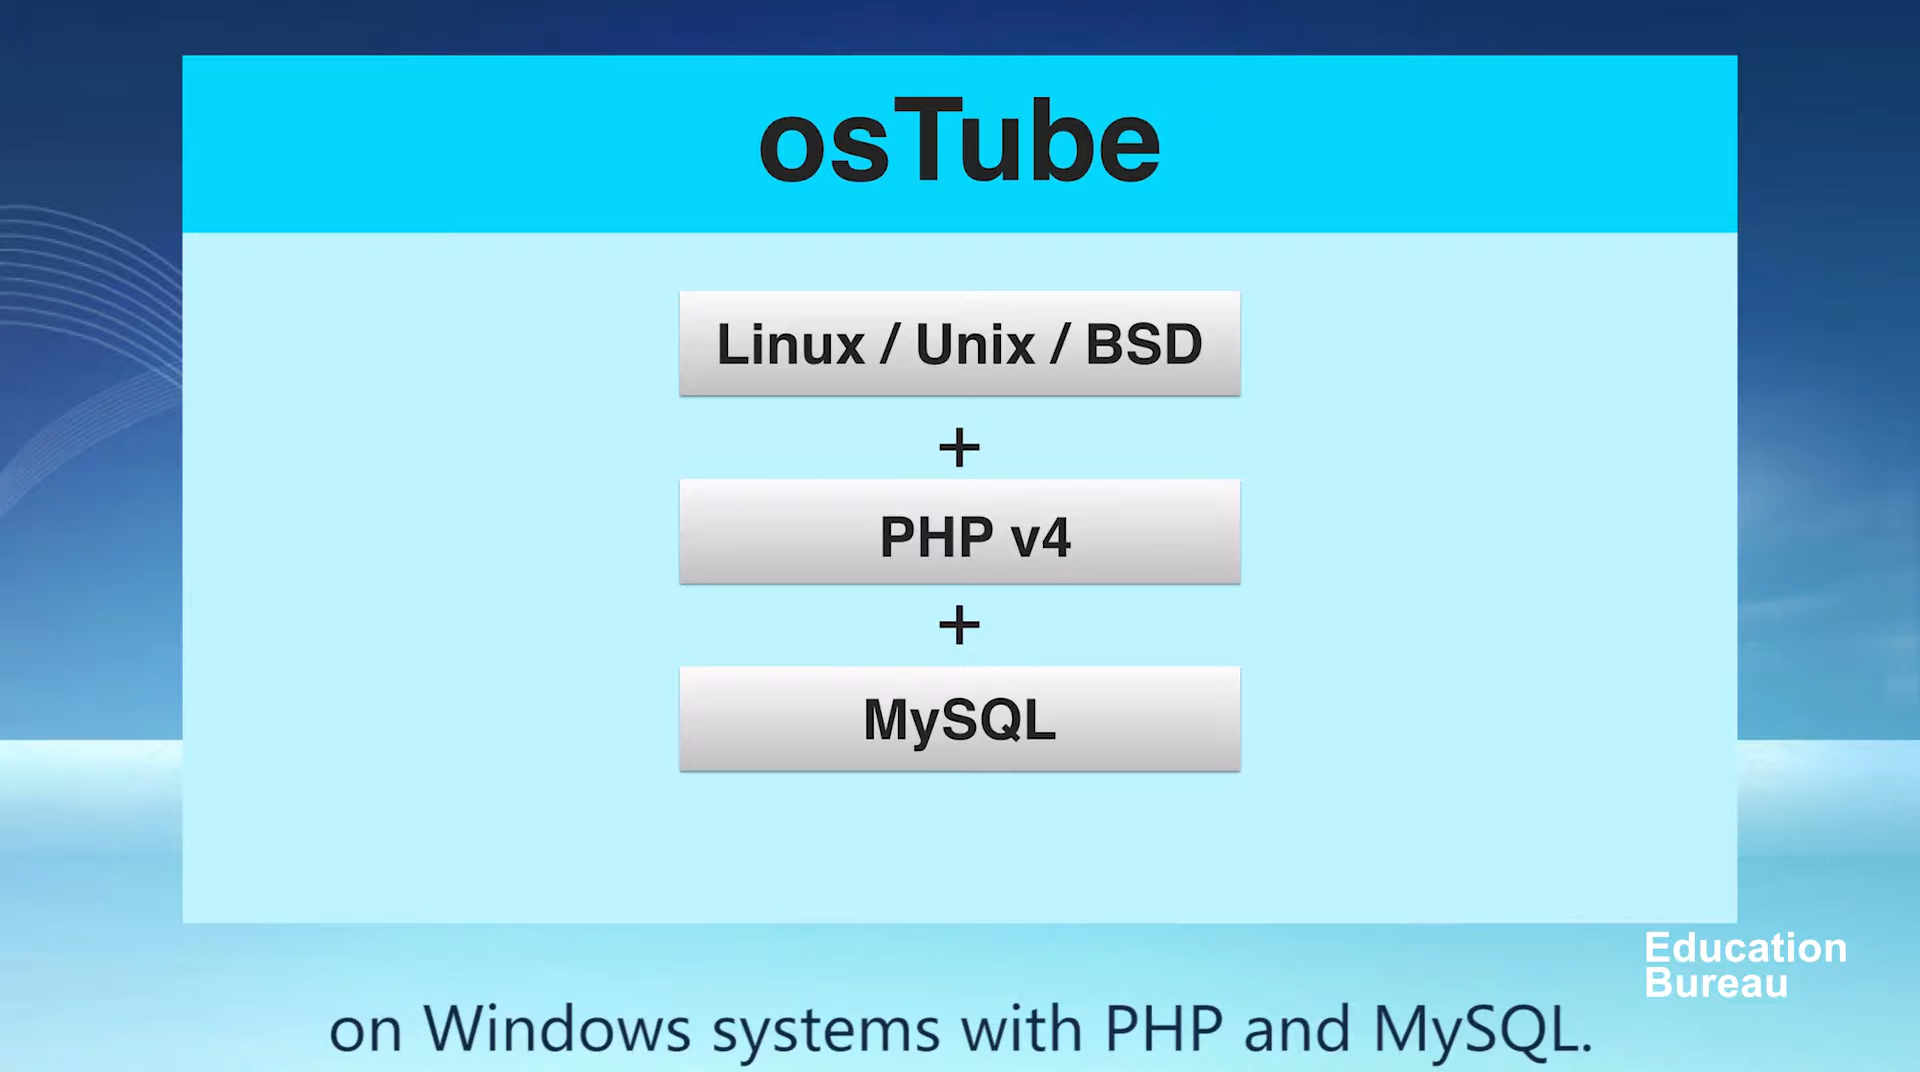 osTube
Linux / Unix / BSD
+
PHP v4
+
MySQL
Education
Bureau
on Windows systems with PHP and MySQL.